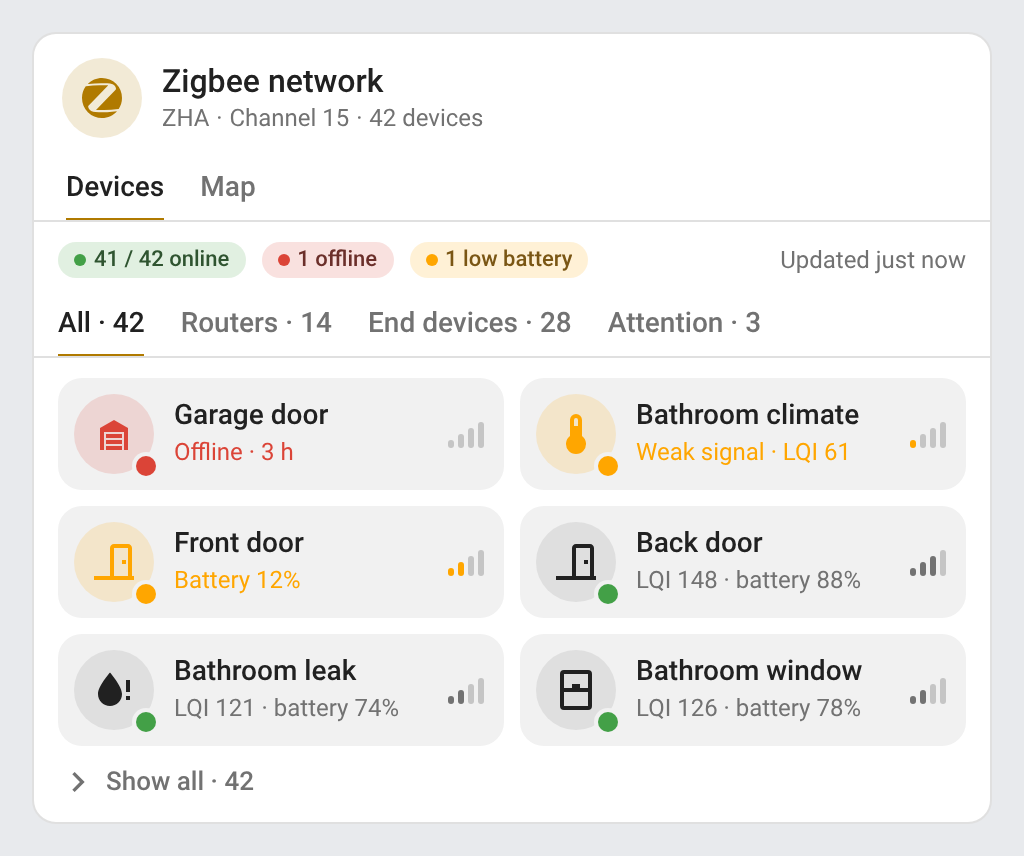 Zigbee network
ZHA · Channel 15 · 42 devices
Devices Map
41 / 42 online 1 offline 1 low battery Updated just now
All · 42 Routers · 14 End devices · 28 Attention · 3
Garage door
Offline · 3 h
Bathroom climate
Weak signal · LQI 61
Front door
Battery 12%
Back door
LQI 148 · battery 88%
Bathroom leak
LQI 121 · battery 74%
Bathroom window
LQI 126 · battery 78%
Show all · 42